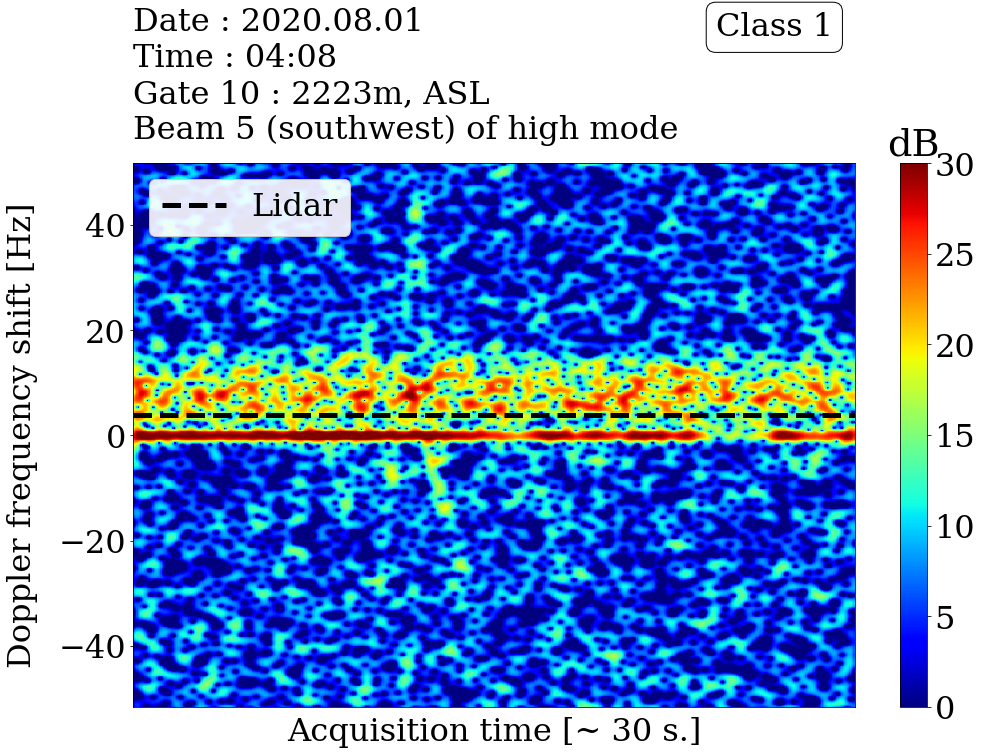 Date : 2020.08.01
Time : 04:08
Gate 10 : 2223m, ASL
Beam 5 (southwest) of high mode
Class 1
dB
Lidar
Doppler frequency shift [Hz]
40
20
0
−20
−40
30
25
20
15
10
5
0
Acquisition time [~ 30 s.]